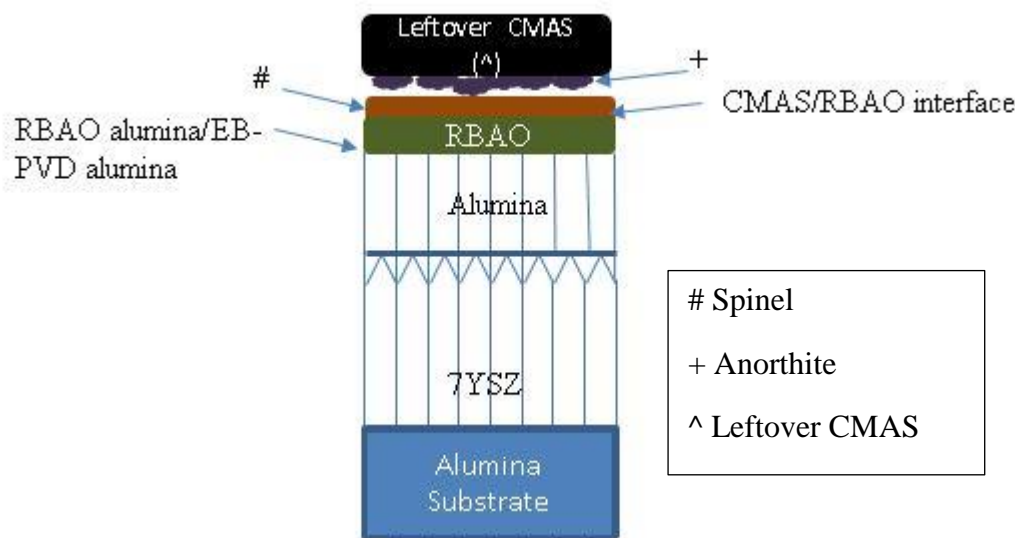 Leftover CMAS
(^)
+
#
CMAS/RBAO interface
RBAO alumina/EB-
PVD alumina
RBAO
Alumina
7YSZ
Alumina
Substrate
# Spinel
+ Anorthite
^ Leftover CMAS